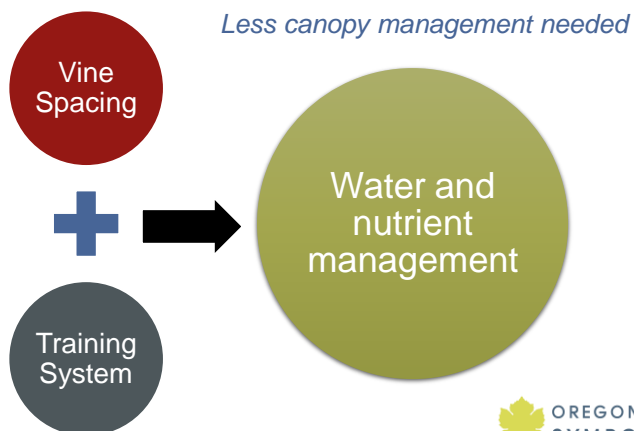 Less canopy management needed
Vine
Spacing
Water and
nutrient
management
Training
System
OREGON